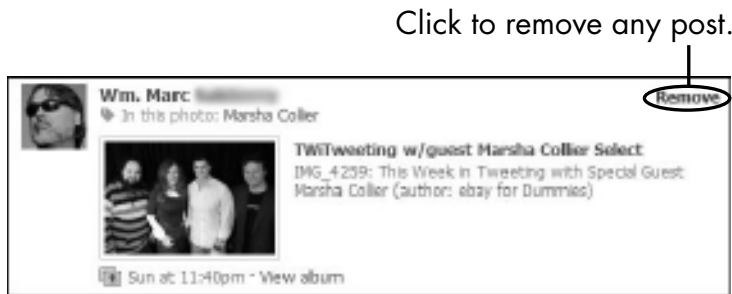 Click to remove any post.
Wm. Marc
Remove
In this photo: Marsha Collier
TWiTweeting w/guest Marsha Collier Select
IMG_4259: This Week in Tweeting with Special Guest
Marsha Collier (author: ebay for Dummies)
Sun at 11:40pm · View album